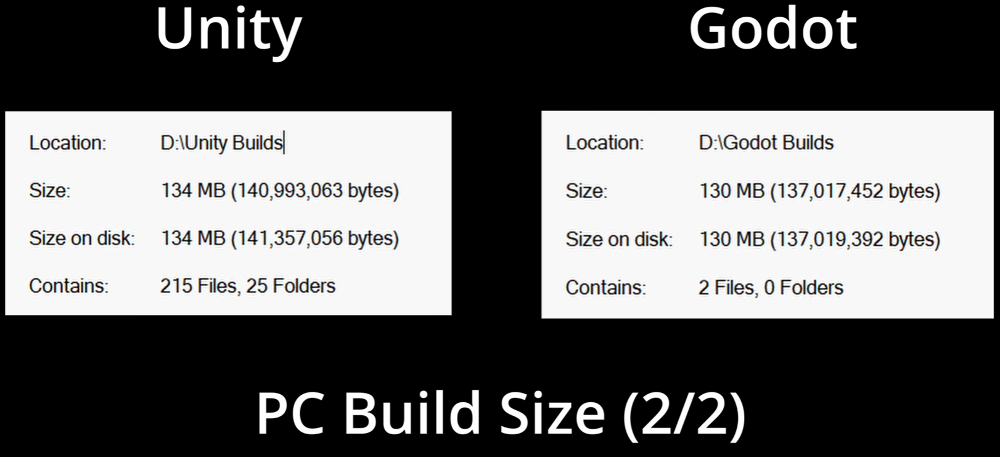 Unity
Godot
Location: D:\Unity Builds
Size: 134 MB (140,993,063 bytes)
Size on disk: 134 MB (141,357,056 bytes)
Contains: 215 Files, 25 Folders
Location: D:\Godot Builds
Size: 130 MB (137,017,452 bytes)
Size on disk: 130 MB (137,019,392 bytes)
Contains: 2 Files, 0 Folders
PC Build Size (2/2)